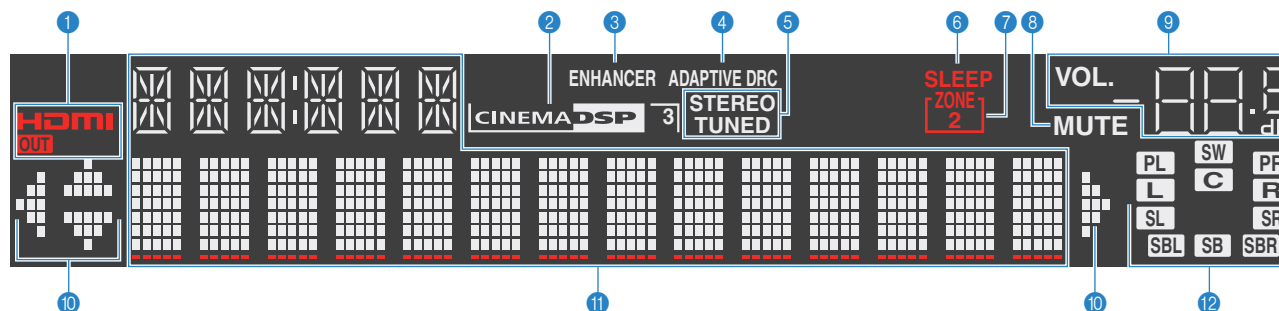 1 2 3 4 5 6 7 8 9
ENHANCER ADAPTIVE DRC SLEEP VOL.
HDMI OUT
CINEMA DSP 3
STEREO
TUNED
ZONE
2
MUTE
PL SW
L C R
SL
SBL SB SBR
10 11 10 12